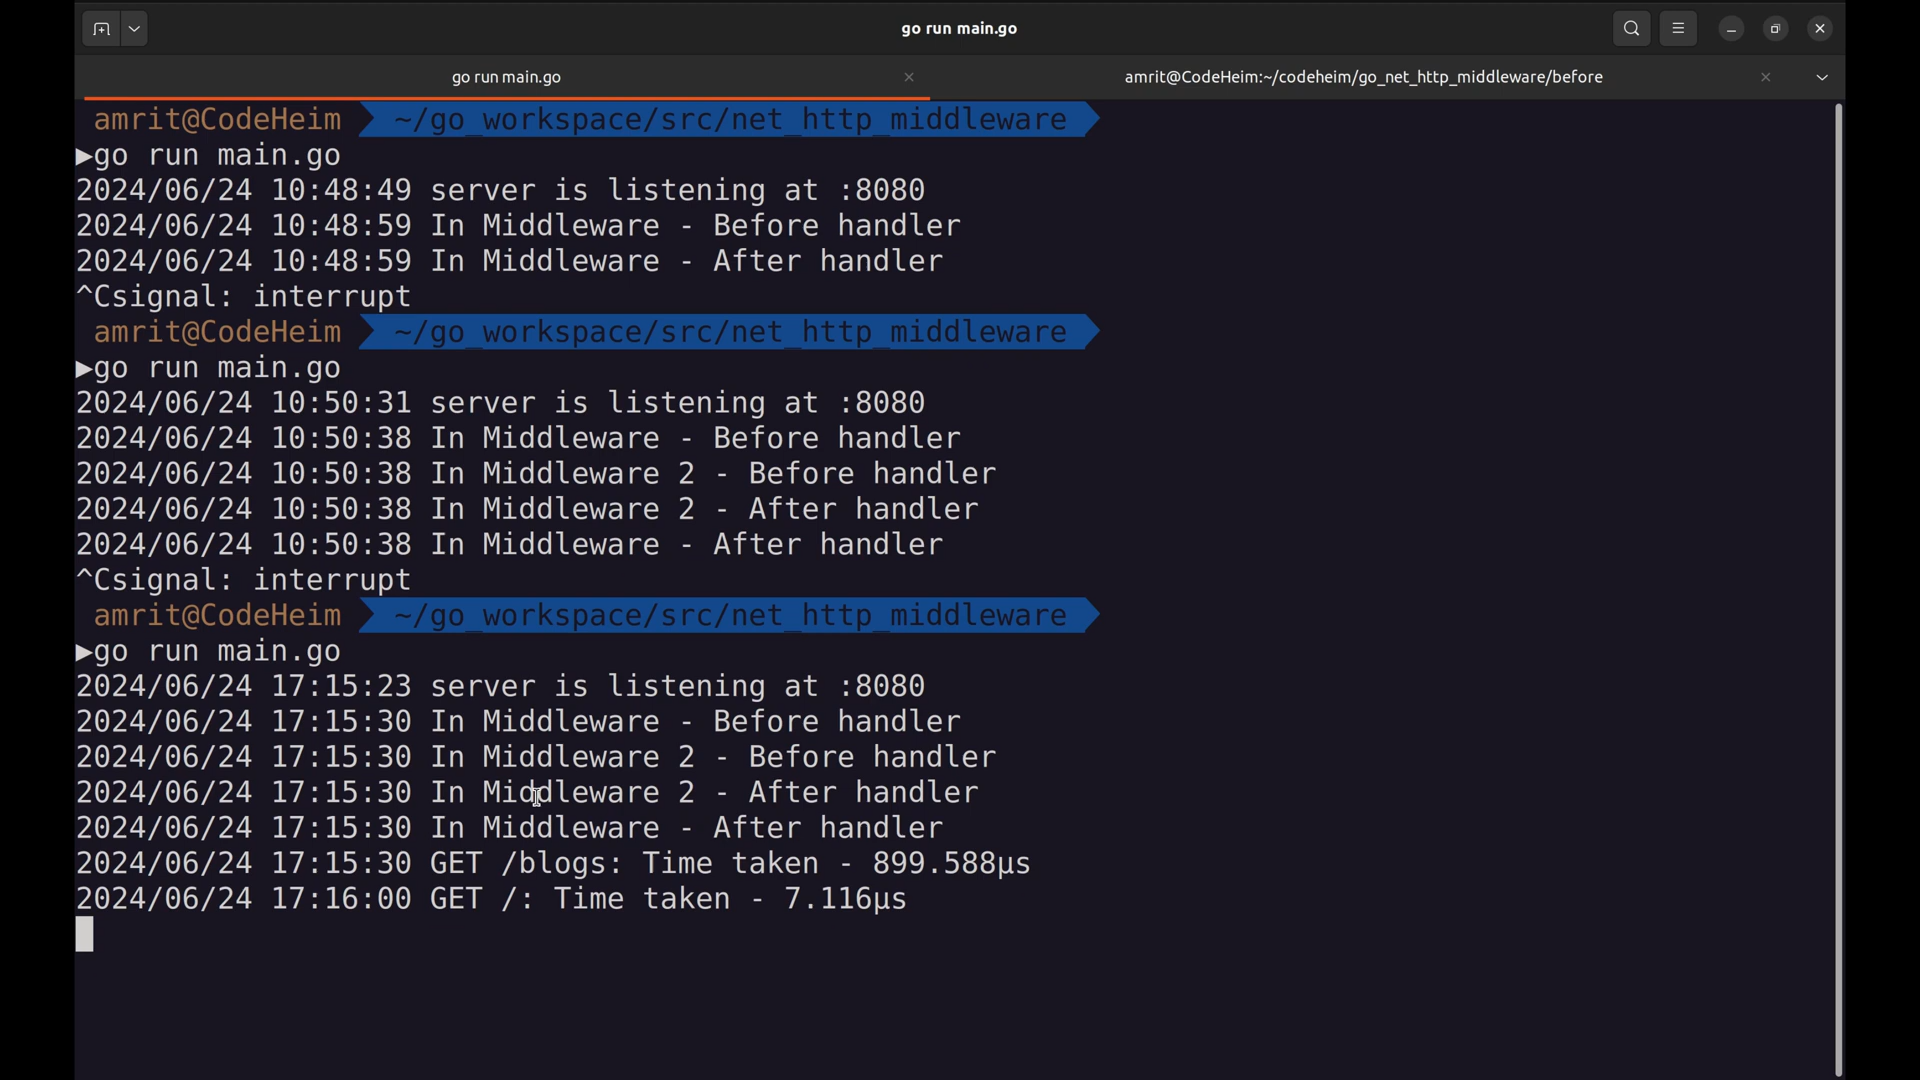 go run main.go
go run main.go
amrit@CodeHeim:~/codeheim/go_net_http_middleware/before
amrit@CodeHeim ~/go_workspace/src/net_http_middleware
▶go run main.go
2024/06/24 10:48:49 server is listening at :8080
2024/06/24 10:48:59 In Middleware - Before handler
2024/06/24 10:48:59 In Middleware - After handler
^Csignal: interrupt
amrit@CodeHeim ~/go_workspace/src/net_http_middleware
▶go run main.go
2024/06/24 10:50:31 server is listening at :8080
2024/06/24 10:50:38 In Middleware - Before handler
2024/06/24 10:50:38 In Middleware 2 - Before handler
2024/06/24 10:50:38 In Middleware 2 - After handler
2024/06/24 10:50:38 In Middleware - After handler
^Csignal: interrupt
amrit@CodeHeim ~/go_workspace/src/net_http_middleware
▶go run main.go
2024/06/24 17:15:23 server is listening at :8080
2024/06/24 17:15:30 In Middleware - Before handler
2024/06/24 17:15:30 In Middleware 2 - Before handler
2024/06/24 17:15:30 In Middleware 2 - After handler
2024/06/24 17:15:30 In Middleware - After handler
2024/06/24 17:15:30 GET /blogs: Time taken - 899.588µs
2024/06/24 17:16:00 GET /: Time taken - 7.116µs